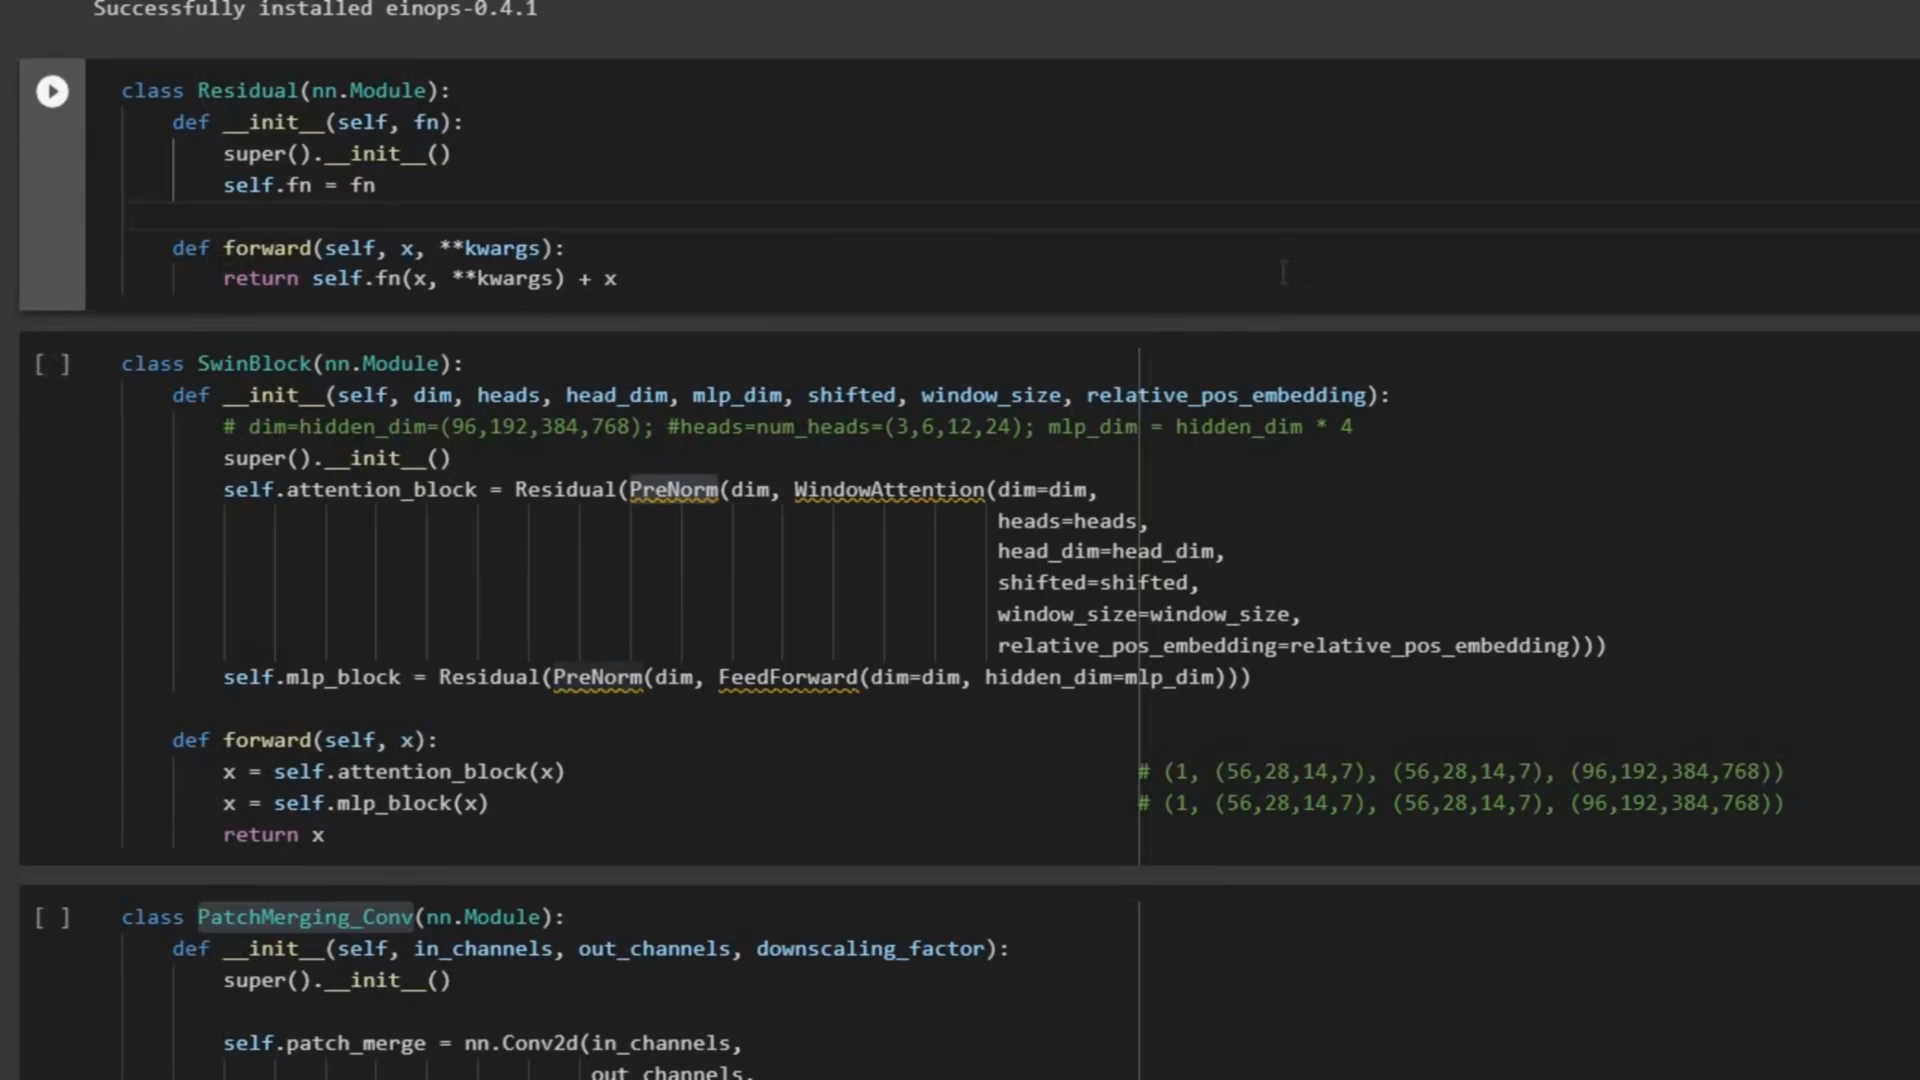 Successfully installed einops-0.4.1
class Residual(nn.Module):
def __init__(self, fn):
super().__init__()
self.fn = fn
def forward(self, x, **kwargs):
return self.fn(x, **kwargs) + x
[ ] class SwinBlock(nn.Module):
def __init__(self, dim, heads, head_dim, mlp_dim, shifted, window_size, relative_pos_embedding):
# dim=hidden_dim=(96,192,384,768); #heads=num_heads=(3,6,12,24); mlp_dim = hidden_dim * 4
super().__init__()
self.attention_block = Residual(PreNorm(dim, WindowAttention(dim=dim,
heads=heads,
head_dim=head_dim,
shifted=shifted,
window_size=window_size,
relative_pos_embedding=relative_pos_embedding)))
self.mlp_block = Residual(PreNorm(dim, FeedForward(dim=dim, hidden_dim=mlp_dim)))
def forward(self, x):
x = self.attention_block(x) # (1, (56,28,14,7), (56,28,14,7), (96,192,384,768))
x = self.mlp_block(x) # (1, (56,28,14,7), (56,28,14,7), (96,192,384,768))
return x
[ ] class PatchMerging_Conv(nn.Module):
def __init__(self, in_channels, out_channels, downscaling_factor):
super().__init__()
self.patch_merge = nn.Conv2d(in_channels,
out_channels,